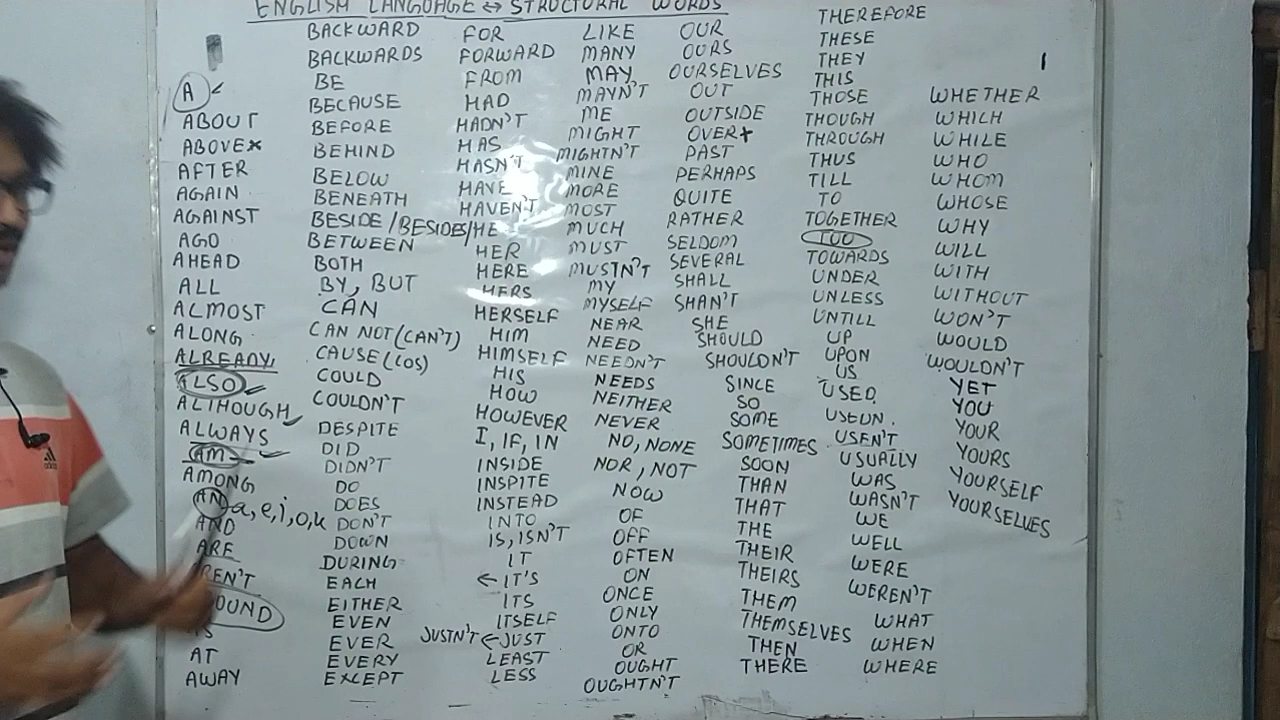 ENGLISH LANGUAGE ↔ STRUCTURAL WORDS
A
ABOUT
ABOVE
AFTER
AGAIN
AGAINST
AGO
AHEAD
ALL
ALMOST
ALONG
ALREADY
ALSO
ALTHOUGH
ALWAYS
AM
AMONG
AN a, e, i, o, u
AND
ARE
AREN'T
AROUND
AS
AT
AWAY
BACKWARD
BACKWARDS
BE
BECAUSE
BEFORE
BEHIND
BELOW
BENEATH
BESIDE/BESIDES/
BETWEEN
BOTH
BY, BUT
CAN
CAN NOT (CAN'T)
CAUSE (COS)
COULD
COULDN'T
DESPITE
DID
DIDN'T
DO
DOES
DON'T
DOWN
DURING
EACH
EITHER
EVEN
EVER
EVERY
EXCEPT
FOR
FORWARD
FROM
HAD
HADN'T
HAS
HASN'T
HAVE
HAVEN'T
HE
HER
HERE
HERS
HERSELF
HIM
HIMSELF
HIS
HOW
HOWEVER
I, IF, IN
INSIDE
INSPITE
INSTEAD
INTO
IS, ISN'T
IT
← IT'S
ITS
ITSELF
JUSTN'T ← JUST
LEAST
LESS
LIKE
MANY
MAY
MAYN'T
ME
MIGHT
MIGHTN'T
MINE
MORE
MOST
MUCH
MUST
MUSTN'T
MY
MYSELF
NEAR
NEED
NEEDN'T
NEEDS
NEITHER
NEVER
NO, NONE
NOR, NOT
NOW
OF
OFF
OFTEN
ON
ONCE
ONLY
ONTO
OR
OUGHT
OUGHTN'T
OUR
OURS
OURSELVES
OUT
OUTSIDE
OVER
PAST
PERHAPS
QUITE
RATHER
SELDOM
SEVERAL
SHALL
SHAN'T
SHE
SHOULD
SHOULDN'T
SINCE
SO
SOME
SOMETIMES
SOON
THAN
THAT
THE
THEIR
THEIRS
THEM
THEMSELVES
THEN
THERE
THEREFORE
THESE
THEY
THIS
THOSE
THOUGH
THROUGH
THUS
TILL
TO
TOGETHER
TOO
TOWARDS
UNDER
UNLESS
UNTILL
UP
UPON
US
USED
USEUN.
USEN'T
USUALLY
WAS
WASN'T
WE
WELL
WERE
WEREN'T
WHAT
WHEN
WHERE
WHETHER
WHICH
WHILE
WHO
WHOM
WHOSE
WHY
WILL
WITH
WITHOUT
WON'T
WOULD
WOULDN'T
YET
YOU
YOUR
YOURS
YOURSELF
YOURSELVES
adidas